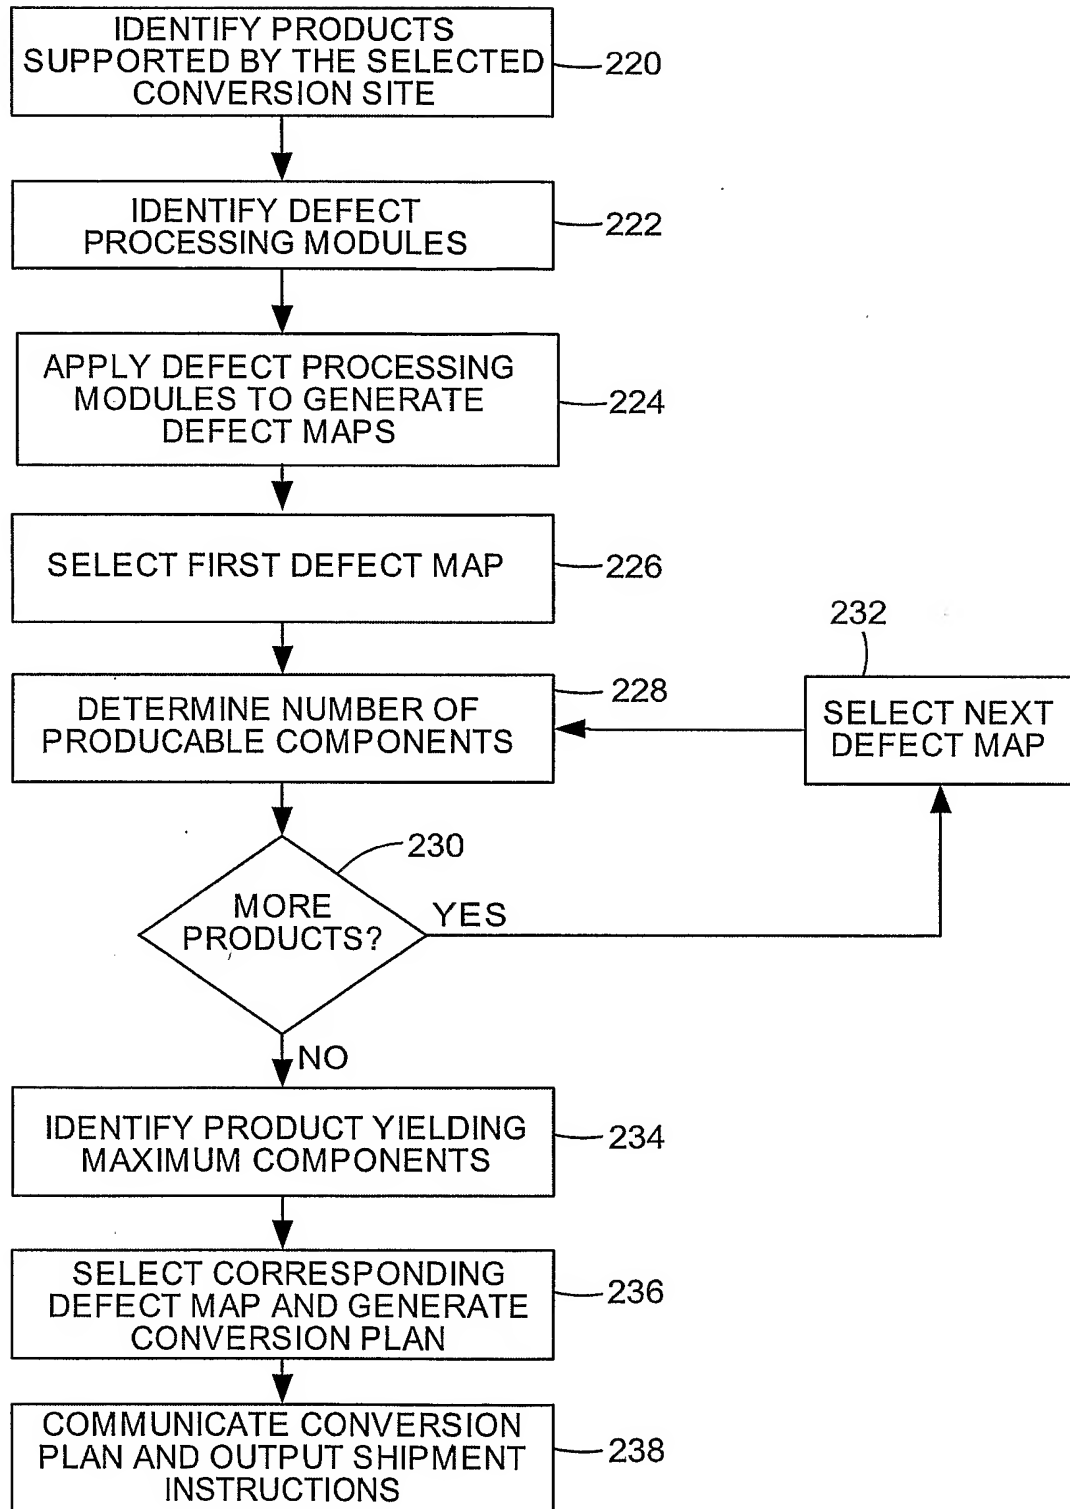 IDENTIFY PRODUCTS
SUPPORTED BY THE SELECTED
CONVERSION SITE
220
IDENTIFY DEFECT
PROCESSING MODULES
222
APPLY DEFECT PROCESSING
MODULES TO GENERATE
DEFECT MAPS
224
SELECT FIRST DEFECT MAP
226
232
DETERMINE NUMBER OF
PRODUCABLE COMPONENTS
228
SELECT NEXT
DEFECT MAP
230
MORE
PRODUCTS?
YES
NO
IDENTIFY PRODUCT YIELDING
MAXIMUM COMPONENTS
234
SELECT CORRESPONDING
DEFECT MAP AND GENERATE
CONVERSION PLAN
236
COMMUNICATE CONVERSION
PLAN AND OUTPUT SHIPMENT
INSTRUCTIONS
238